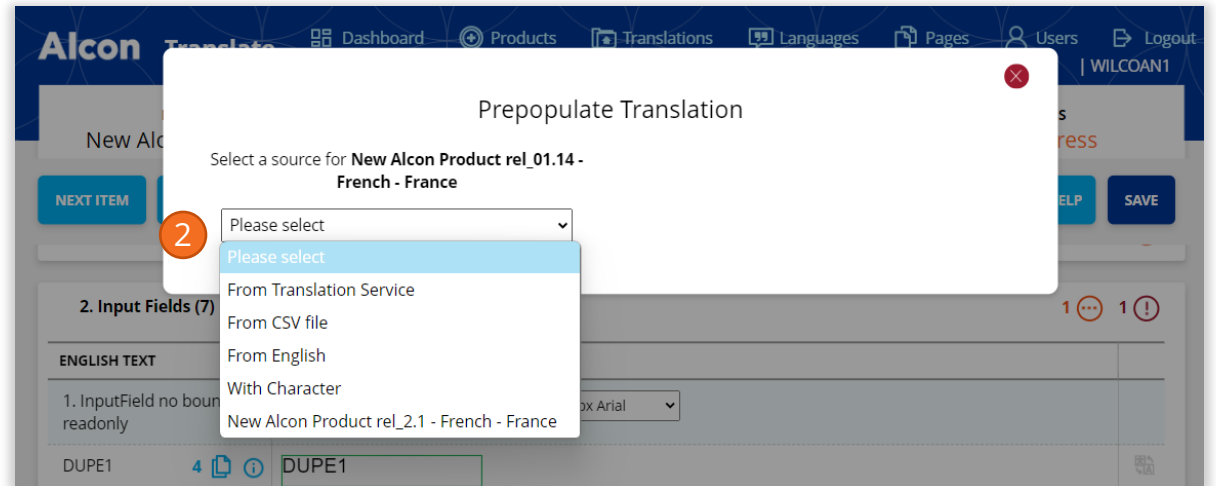 Alcon Translate Dashboard Products Translations Languages Pages Users Logout
| WILCOAN1
Prepopulate Translation
New Alc
Select a source for New Alcon Product rel_01.14 -
French - France
NEXT ITEM
ELP
SAVE
2
Please select
Please select
From Translation Service
From CSV file
From English
With Character
New Alcon Product rel_2.1 - French - France
2. Input Fields (7)
1
1
ENGLISH TEXT
1. InputField no boun
readonly
ox Arial
DUPE1
4
DUPE1